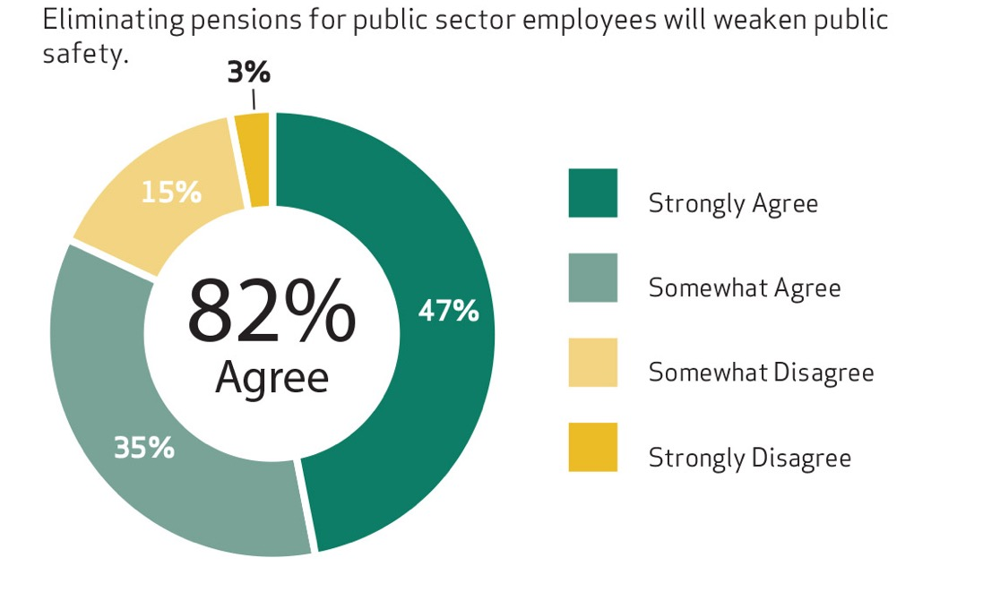 Eliminating pensions for public sector employees will weaken public
safety.
3%
15%
47%
35%
82%
Agree
Strongly Agree
Somewhat Agree
Somewhat Disagree
Strongly Disagree